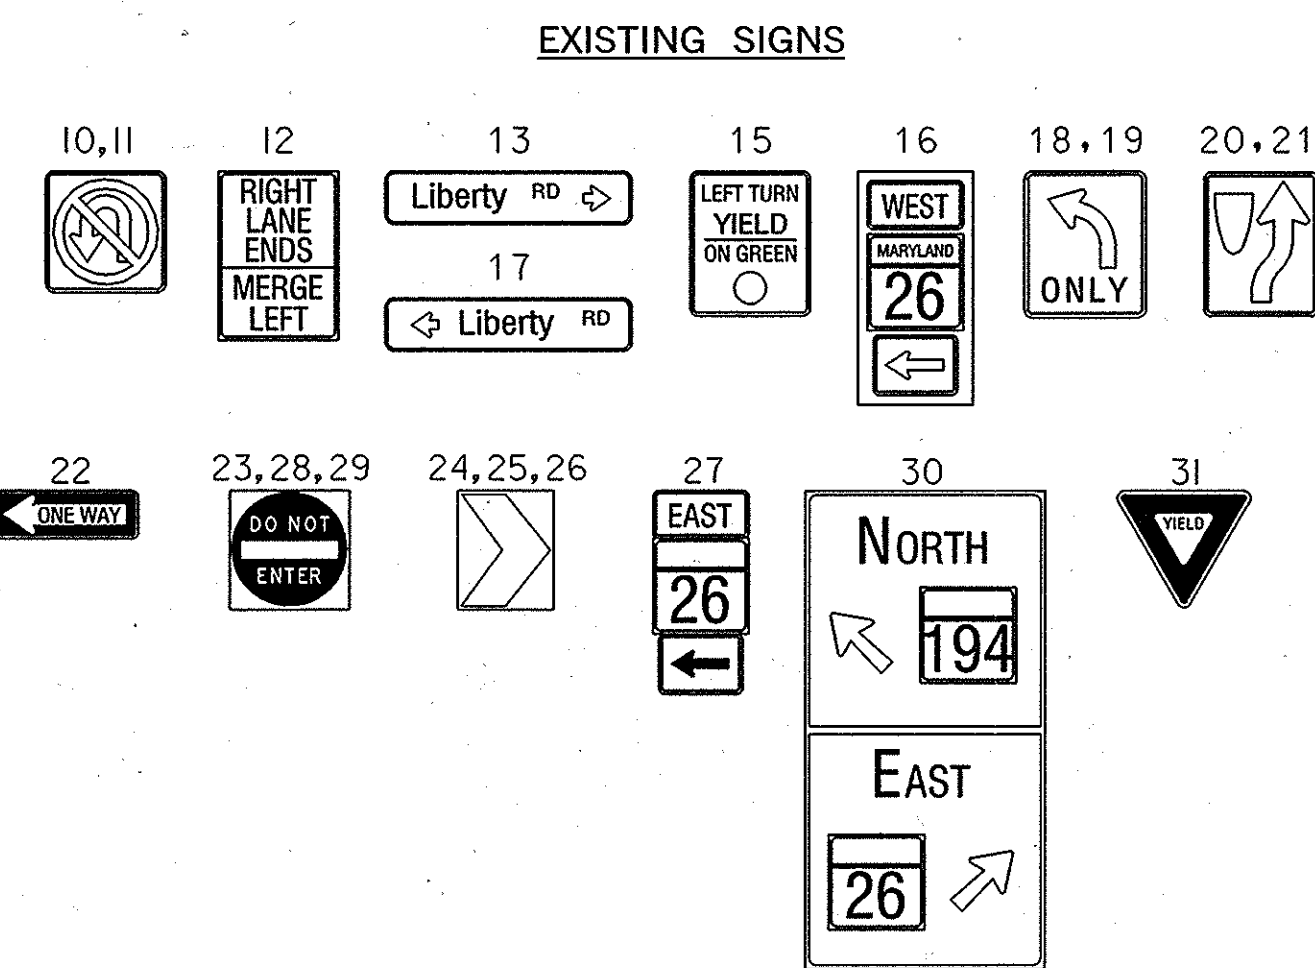 EXISTING SIGNS
10,11
RIGHT
LANE
ENDS
MERGE
LEFT
12
13
Liberty RD
17
Liberty RD
15
LEFT TURN
YIELD
ON GREEN
16
WEST
MARYLAND
26
18,19
ONLY
20,21
22
ONE WAY
23,28,29
DO NOT
ENTER
24,25,26
27
EAST
26
30
NORTH
194
EAST
26
31
YIELD